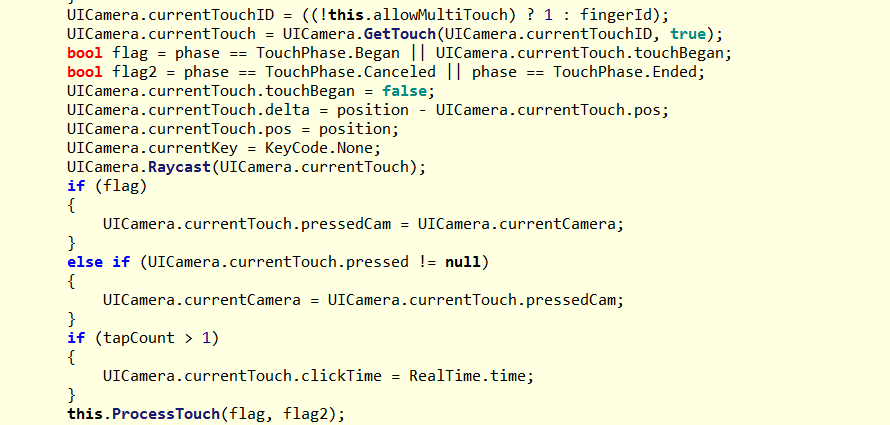 UICamera.currentTouchID = ((!this.allowMultiTouch) ? 1 : fingerId);
UICamera.currentTouch = UICamera.GetTouch(UICamera.currentTouchID, true);
bool flag = phase == TouchPhase.Began || UICamera.currentTouch.touchBegan;
bool flag2 = phase == TouchPhase.Canceled || phase == TouchPhase.Ended;
UICamera.currentTouch.touchBegan = false;
UICamera.currentTouch.delta = position - UICamera.currentTouch.pos;
UICamera.currentTouch.pos = position;
UICamera.currentKey = KeyCode.None;
UICamera.Raycast(UICamera.currentTouch);
if (flag)
{
    UICamera.currentTouch.pressedCam = UICamera.currentCamera;
}
else if (UICamera.currentTouch.pressed != null)
{
    UICamera.currentCamera = UICamera.currentTouch.pressedCam;
}
if (tapCount > 1)
{
    UICamera.currentTouch.clickTime = RealTime.time;
}
this.ProcessTouch(flag, flag2);